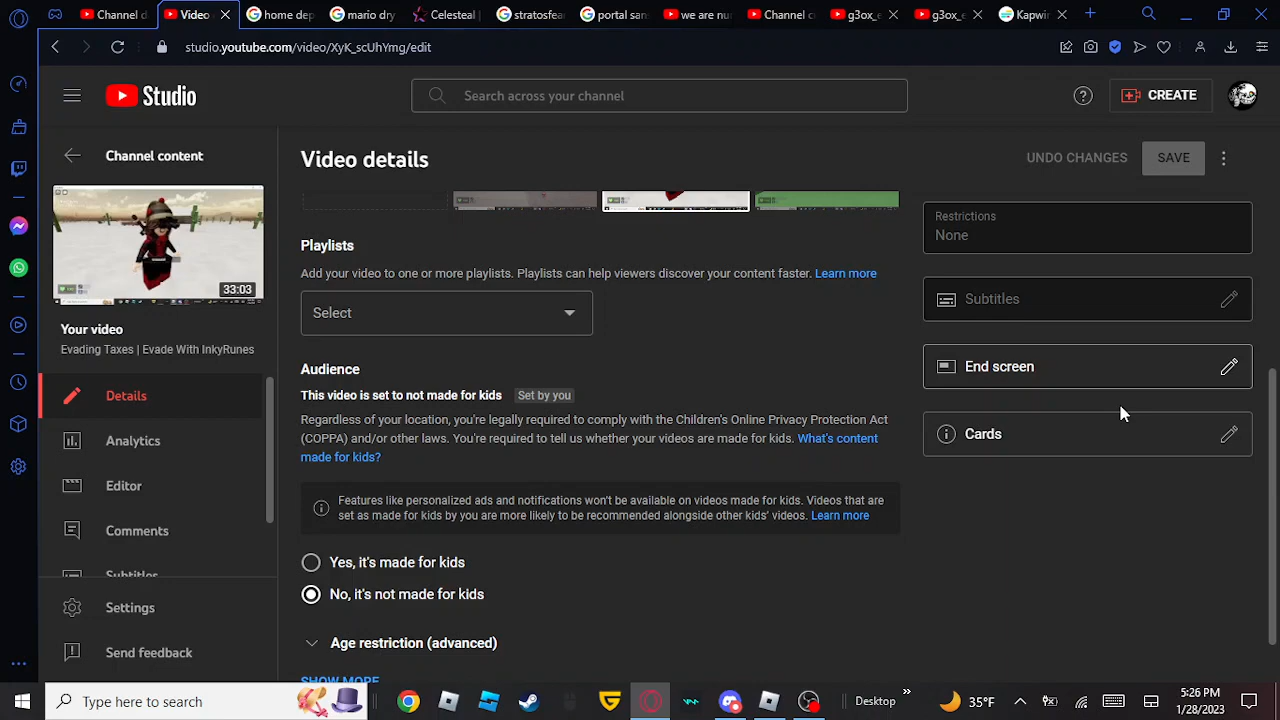 Channel d
Video
home dep
mario dry
Celesteal
stratosfear
portal san
we are nu
Channel c
g3ox_e
g3ox_e
Kapwin
studio.youtube.com/video/XyK_scUhYmg/edit
Studio
Search across your channel
CREATE
Channel content
Video details
UNDO CHANGES
SAVE
33:03
Your video
Evading Taxes | Evade With InkyRunes
Details
Analytics
Editor
Comments
Subtitles
Settings
Send feedback
Playlists
Add your video to one or more playlists. Playlists can help viewers discover your content faster. Learn more
Select
Audience
This video is set to not made for kids Set by you
Regardless of your location, you're legally required to comply with the Children's Online Privacy Protection Act
(COPPA) and/or other laws. You're required to tell us whether your videos are made for kids. What's content
made for kids?
Features like personalized ads and notifications won't be available on videos made for kids. Videos that are
set as made for kids by you are more likely to be recommended alongside other kids' videos. Learn more
Yes, it's made for kids
No, it's not made for kids
Age restriction (advanced)
SHOW MORE
Restrictions
None
Subtitles
End screen
Cards
Type here to search
Desktop
35°F
5:26 PM
1/28/2023